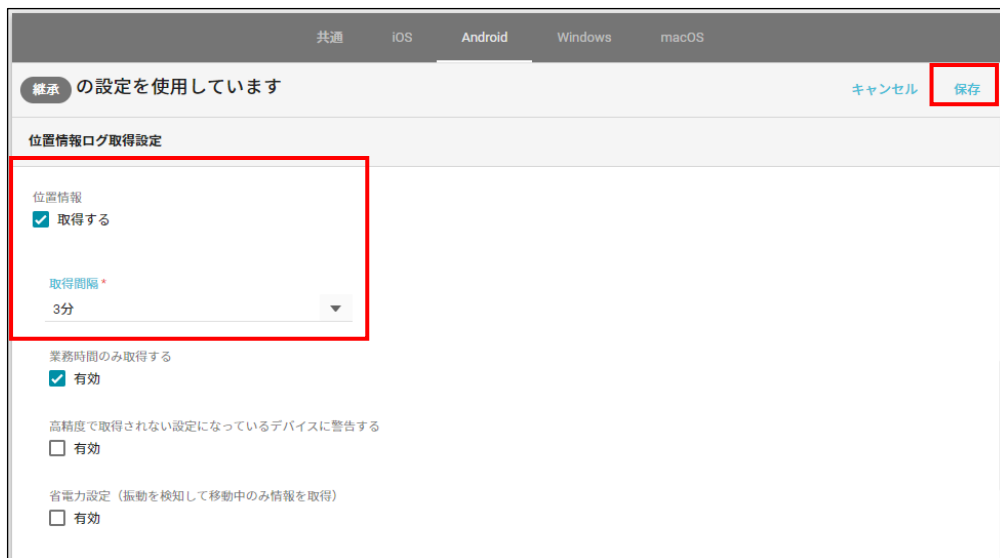 共通 iOS Android Windows macOS
継承 の設定を使用しています キャンセル 保存
位置情報ログ取得設定
位置情報
取得する
取得間隔 *
3分
業務時間のみ取得する
有効
高精度で取得されない設定になっているデバイスに警告する
有効
省電力設定（振動を検知して移動中のみ情報を取得）
有効